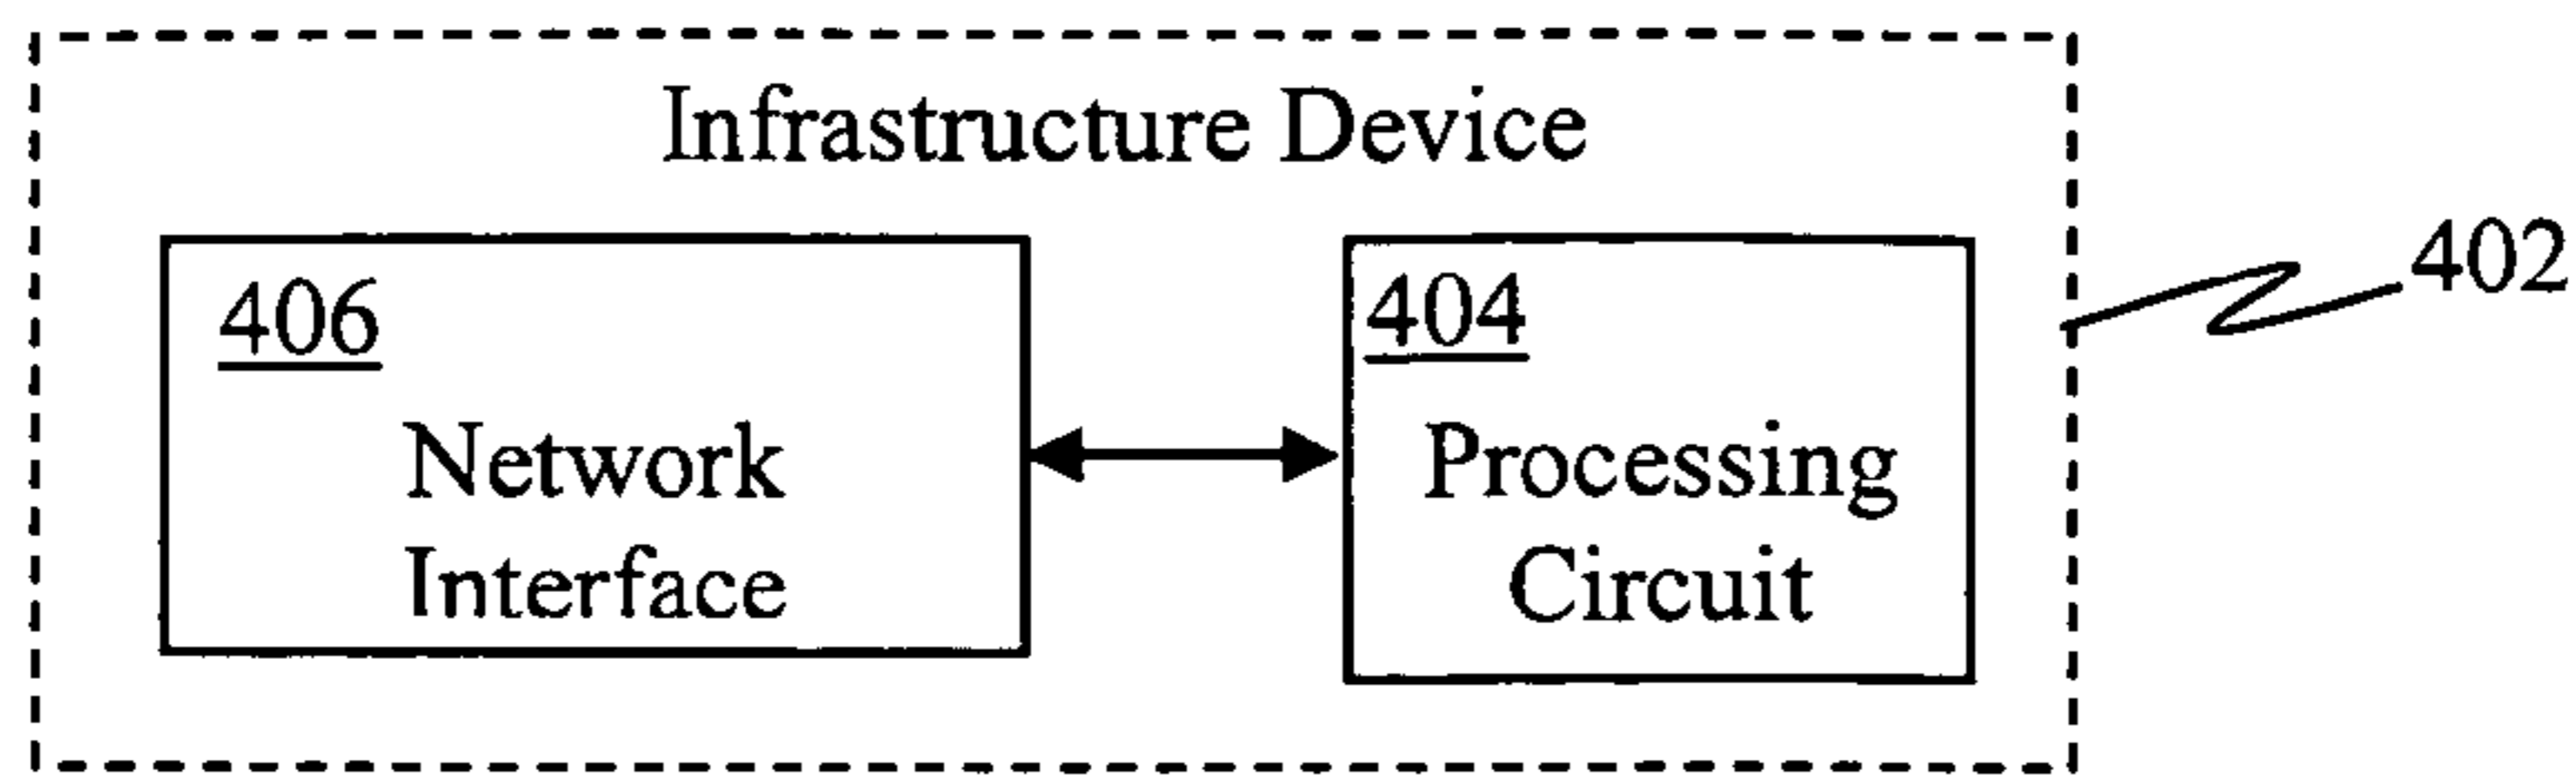 Infrastructure Device
406
Network
Interface
404
Processing
Circuit
402